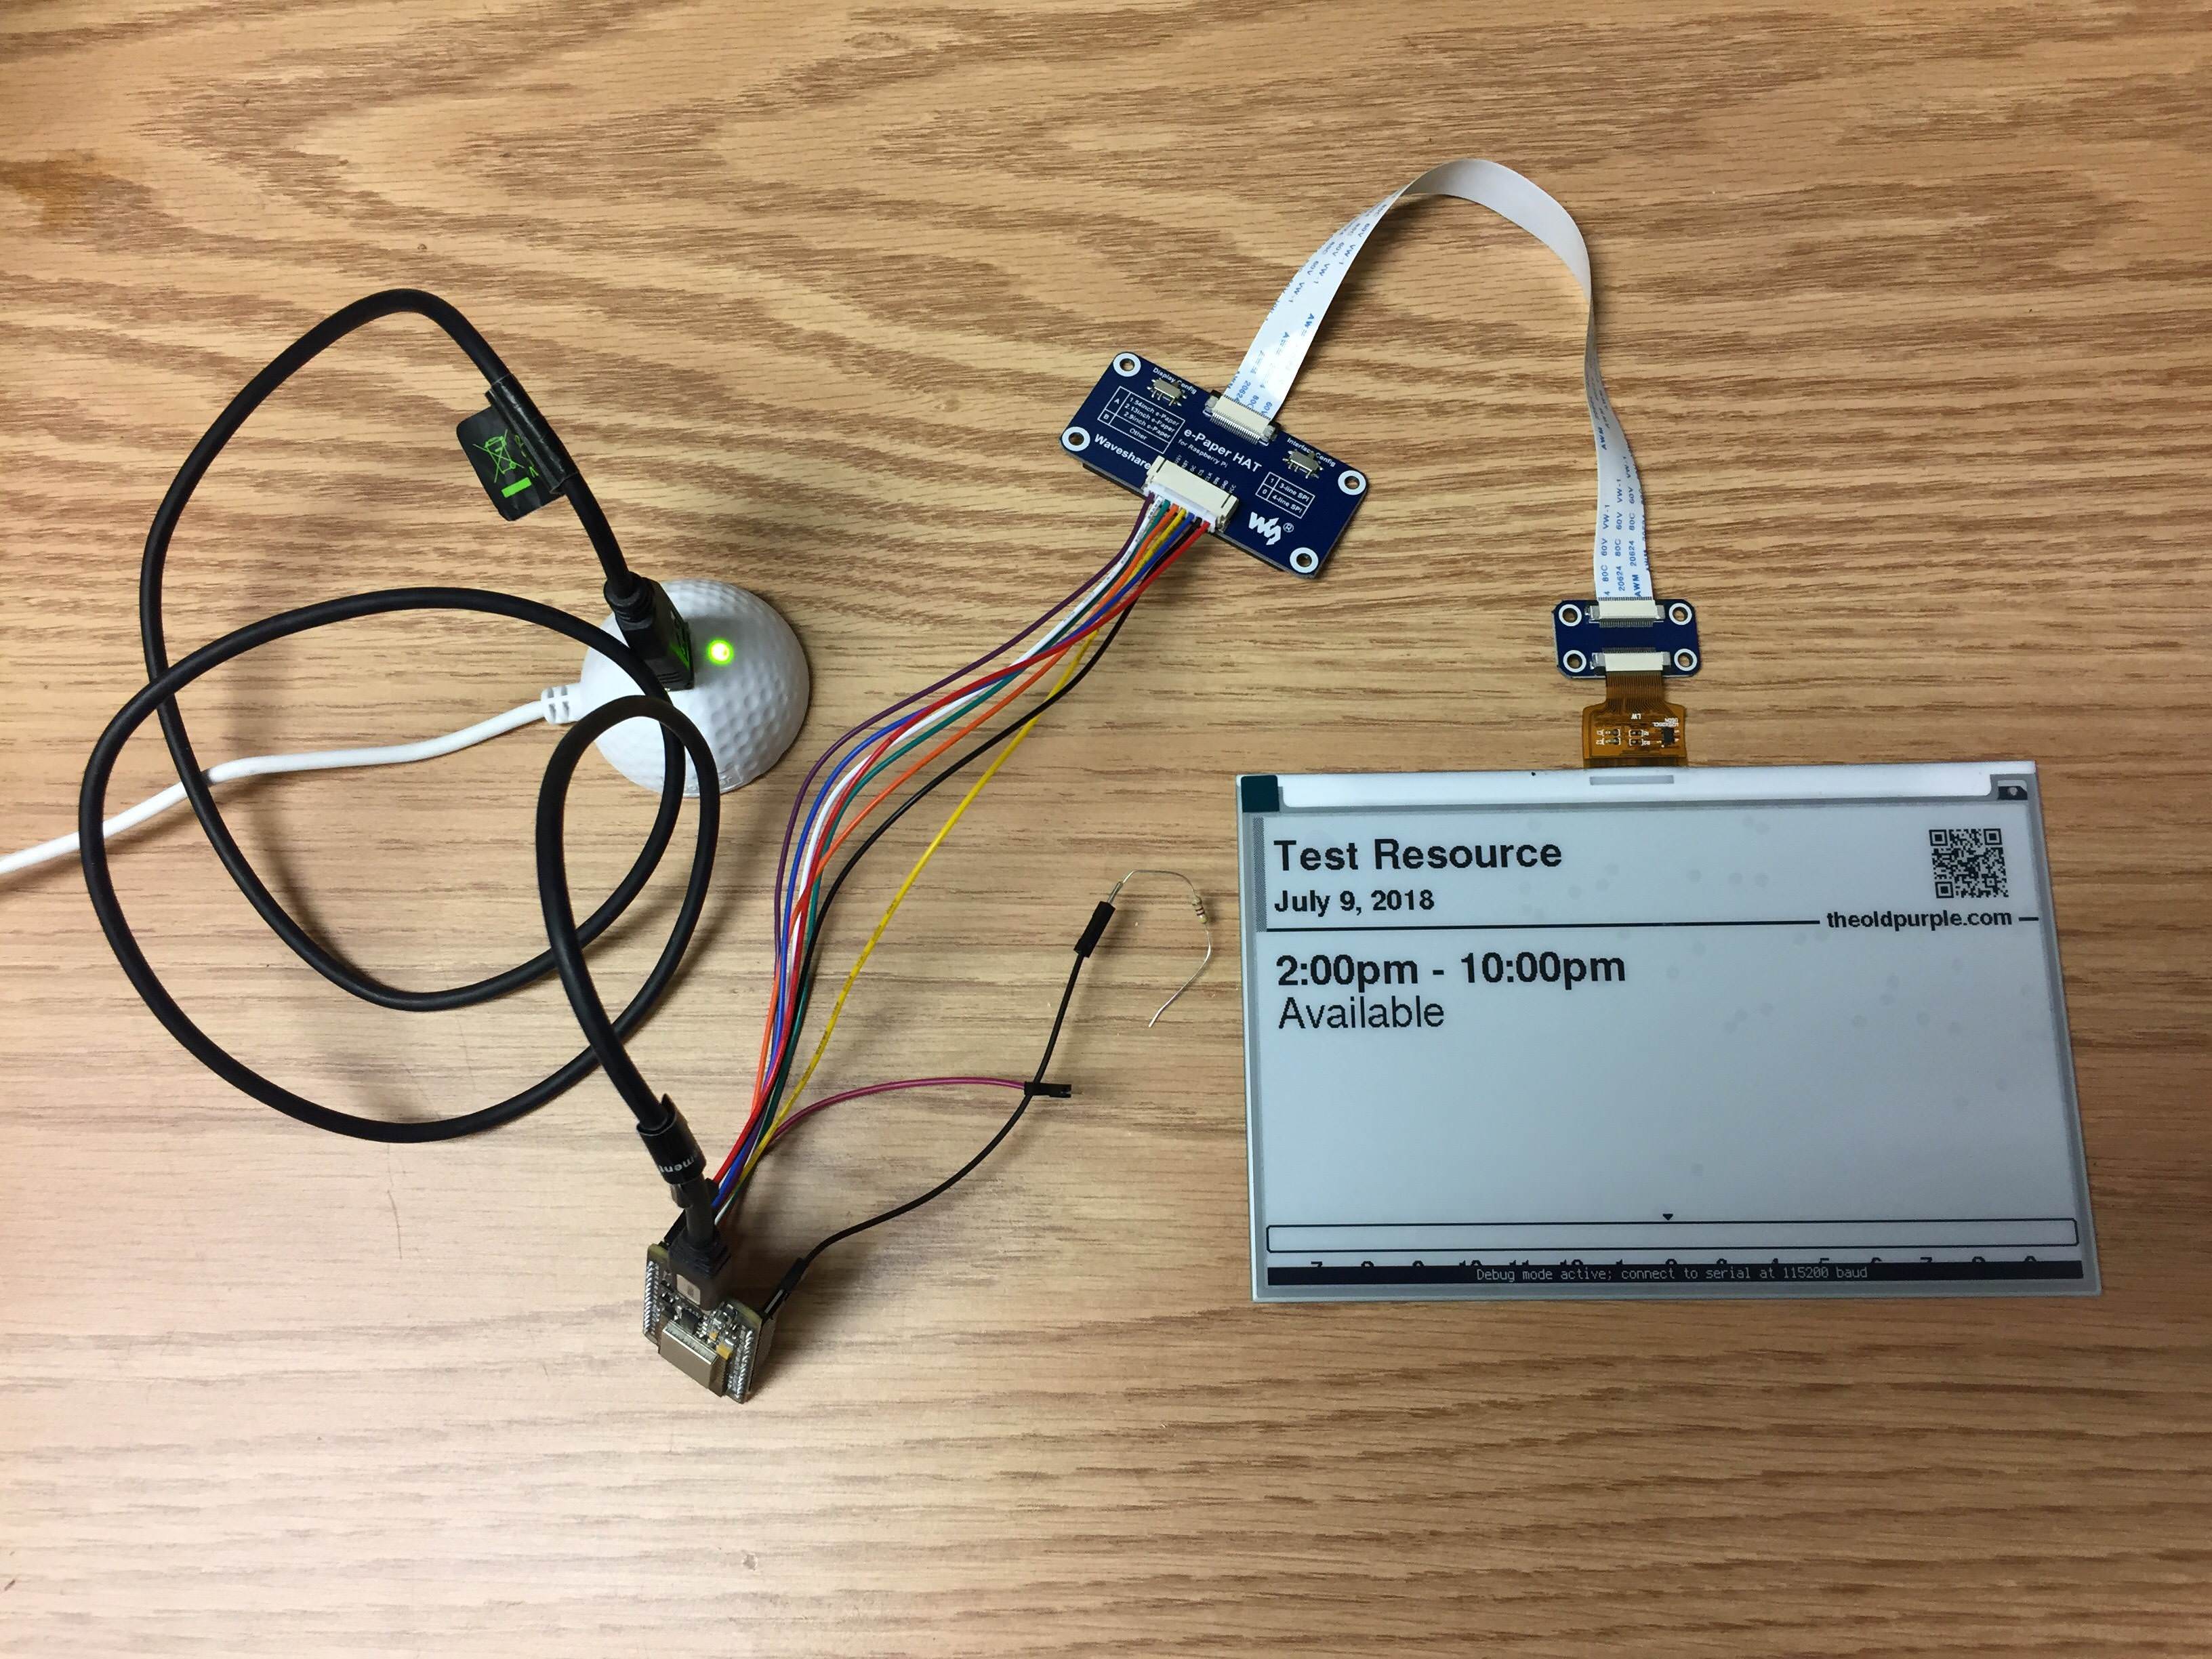 Display Config
A
1.54inch e-Paper
2.13inch e-Paper
2.9inch e-Paper
B
Other
e-Paper HAT
for Raspberry Pi
Waveshare
Interface Config
1 3-line SPI
0 4-line SPI
AWM 20624 80C 60V VW-1
Test Resource
July 9, 2018
theoldpurple.com
2:00pm - 10:00pm
Available
Debug mode active; connect to serial at 115200 baud